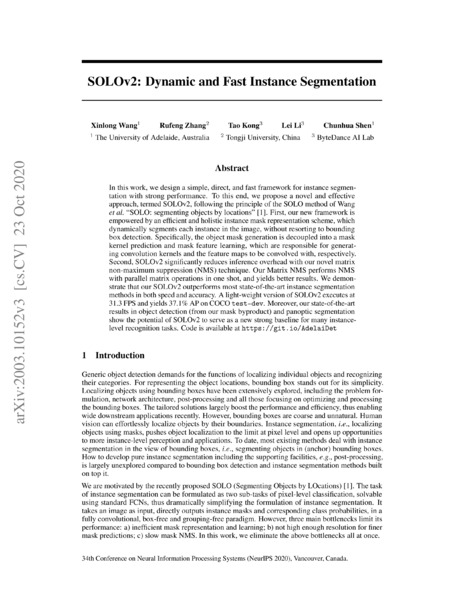 SOLOv2: Dynamic and Fast Instance Segmentation
Xinlong Wang1 Rufeng Zhang2 Tao Kong3 Lei Li3 Chunhua Shen1
1 The University of Adelaide, Australia 2 Tongji University, China 3 ByteDance AI Lab
Abstract
In this work, we design a simple, direct, and fast framework for instance segmen-
tation with strong performance. To this end, we propose a novel and effective
approach, termed SOLOv2, following the principle of the SOLO method of Wang
et al. “SOLO: segmenting objects by locations” [1]. First, our new framework is
empowered by an efficient and holistic instance mask representation scheme, which
dynamically segments each instance in the image, without resorting to bounding
box detection. Specifically, the object mask generation is decoupled into a mask
kernel prediction and mask feature learning, which are responsible for generat-
ing convolution kernels and the feature maps to be convolved with, respectively.
Second, SOLOv2 significantly reduces inference overhead with our novel matrix
non-maximum suppression (NMS) technique. Our Matrix NMS performs NMS
with parallel matrix operations in one shot, and yields better results. We demon-
strate that our SOLOv2 outperforms most state-of-the-art instance segmentation
methods in both speed and accuracy. A light-weight version of SOLOv2 executes at
31.3 FPS and yields 37.1% AP on COCO test-dev. Moreover, our state-of-the-art
results in object detection (from our mask byproduct) and panoptic segmentation
show the potential of SOLOv2 to serve as a new strong baseline for many instance-
level recognition tasks. Code is available at https://git.io/AdelaiDet
1 Introduction
Generic object detection demands for the functions of localizing individual objects and recognizing
their categories. For representing the object locations, bounding box stands out for its simplicity.
Localizing objects using bounding boxes have been extensively explored, including the problem for-
mulation, network architecture, post-processing and all those focusing on optimizing and processing
the bounding boxes. The tailored solutions largely boost the performance and efficiency, thus enabling
wide downstream applications recently. However, bounding boxes are coarse and unnatural. Human
vision can effortlessly localize objects by their boundaries. Instance segmentation, i.e., localizing
objects using masks, pushes object localization to the limit at pixel level and opens up opportunities
to more instance-level perception and applications. To date, most existing methods deal with instance
segmentation in the view of bounding boxes, i.e., segmenting objects in (anchor) bounding boxes.
How to develop pure instance segmentation including the supporting facilities, e.g., post-processing,
is largely unexplored compared to bounding box detection and instance segmentation methods built
on top it.
We are motivated by the recently proposed SOLO (Segmenting Objects by LOcations) [1]. The task
of instance segmentation can be formulated as two sub-tasks of pixel-level classification, solvable
using standard FCNs, thus dramatically simplifying the formulation of instance segmentation. It
takes an image as input, directly outputs instance masks and corresponding class probabilities, in a
fully convolutional, box-free and grouping-free paradigm. However, three main bottlenecks limit its
performance: a) inefficient mask representation and learning; b) not high enough resolution for finer
mask predictions; c) slow mask NMS. In this work, we eliminate the above bottlenecks all at once.
34th Conference on Neural Information Processing Systems (NeurIPS 2020), Vancouver, Canada.
arXiv:2003.10152v3 [cs.CV] 23 Oct 2020